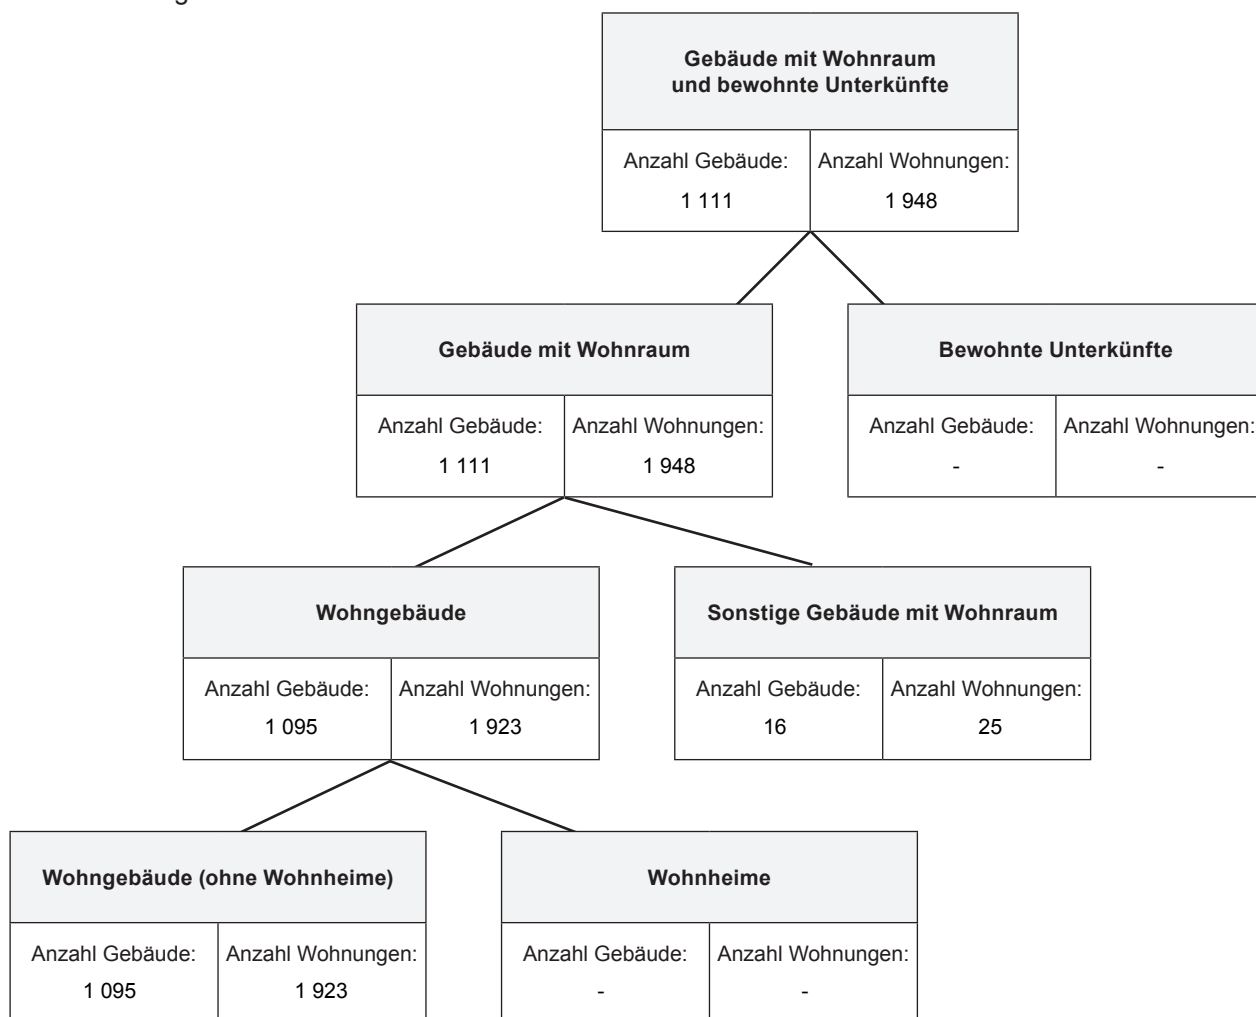 Gebäude mit Wohnraum
und bewohnte Unterkünfte
Anzahl Gebäude: Anzahl Wohnungen:
1 111 1 948
Gebäude mit Wohnraum
Bewohnte Unterkünfte
Anzahl Gebäude: Anzahl Wohnungen:
1 111 1 948
Anzahl Gebäude: Anzahl Wohnungen:
- -
Wohngebäude
Sonstige Gebäude mit Wohnraum
Anzahl Gebäude: Anzahl Wohnungen:
1 095 1 923
Anzahl Gebäude: Anzahl Wohnungen:
16 25
Wohngebäude (ohne Wohnheime)
Wohnheime
Anzahl Gebäude: Anzahl Wohnungen:
1 095 1 923
Anzahl Gebäude: Anzahl Wohnungen:
- -